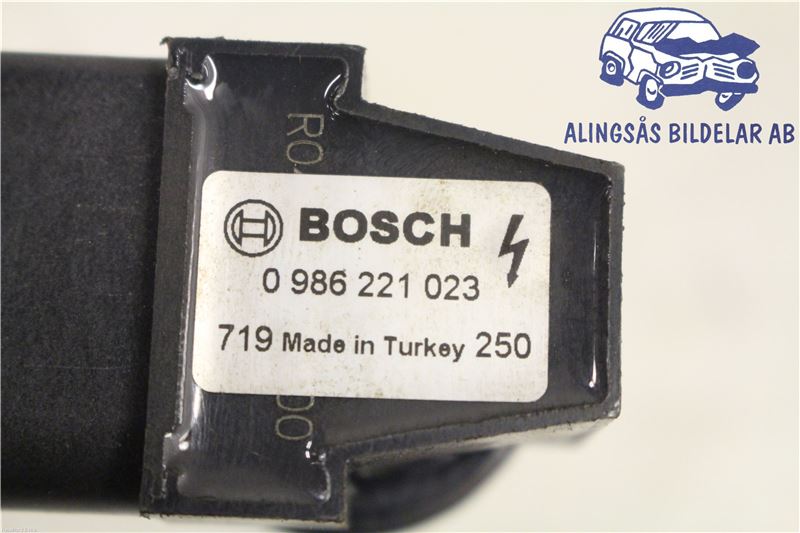 ALINGSÅS BILDELAR AB
BOSCH
0 986 221 023
719 Made in Turkey 250